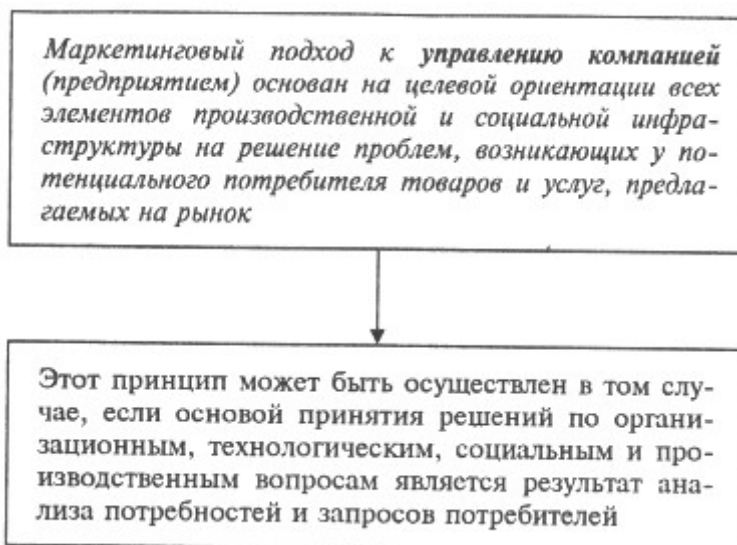 Маркетинговый подход к управлению компанией
(предприятием) основан на целевой ориентации всех
элементов производственной и социальной инфра-
структуры на решение проблем, возникающих у по-
тенциального потребителя товаров и услуг, предла-
гаемых на рынок
Этот принцип может быть осуществлен в том слу-
чае, если основой принятия решений по органи-
зационным, технологическим, социальным и про-
изводственным вопросам является результат ана-
лиза потребностей и запросов потребителей